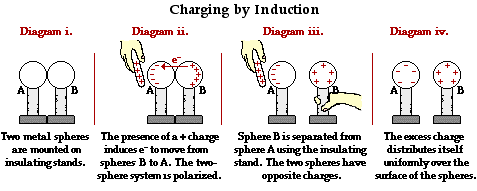 Charging by Induction
Diagram i.
Diagram ii.
Diagram iii.
Diagram iv.
e-
A
B
A
B
A
B
A
B
Two metal spheres
are mounted on
insulating stands.
The presence of a + charge
induces e- to move from
spheres B to A. The two-
sphere system is polarized.
Sphere B is separated from
sphere A using the insulating
stand. The two spheres have
opposite charges.
The excess charge
distributes itself
uniformly over the
surface of the spheres.